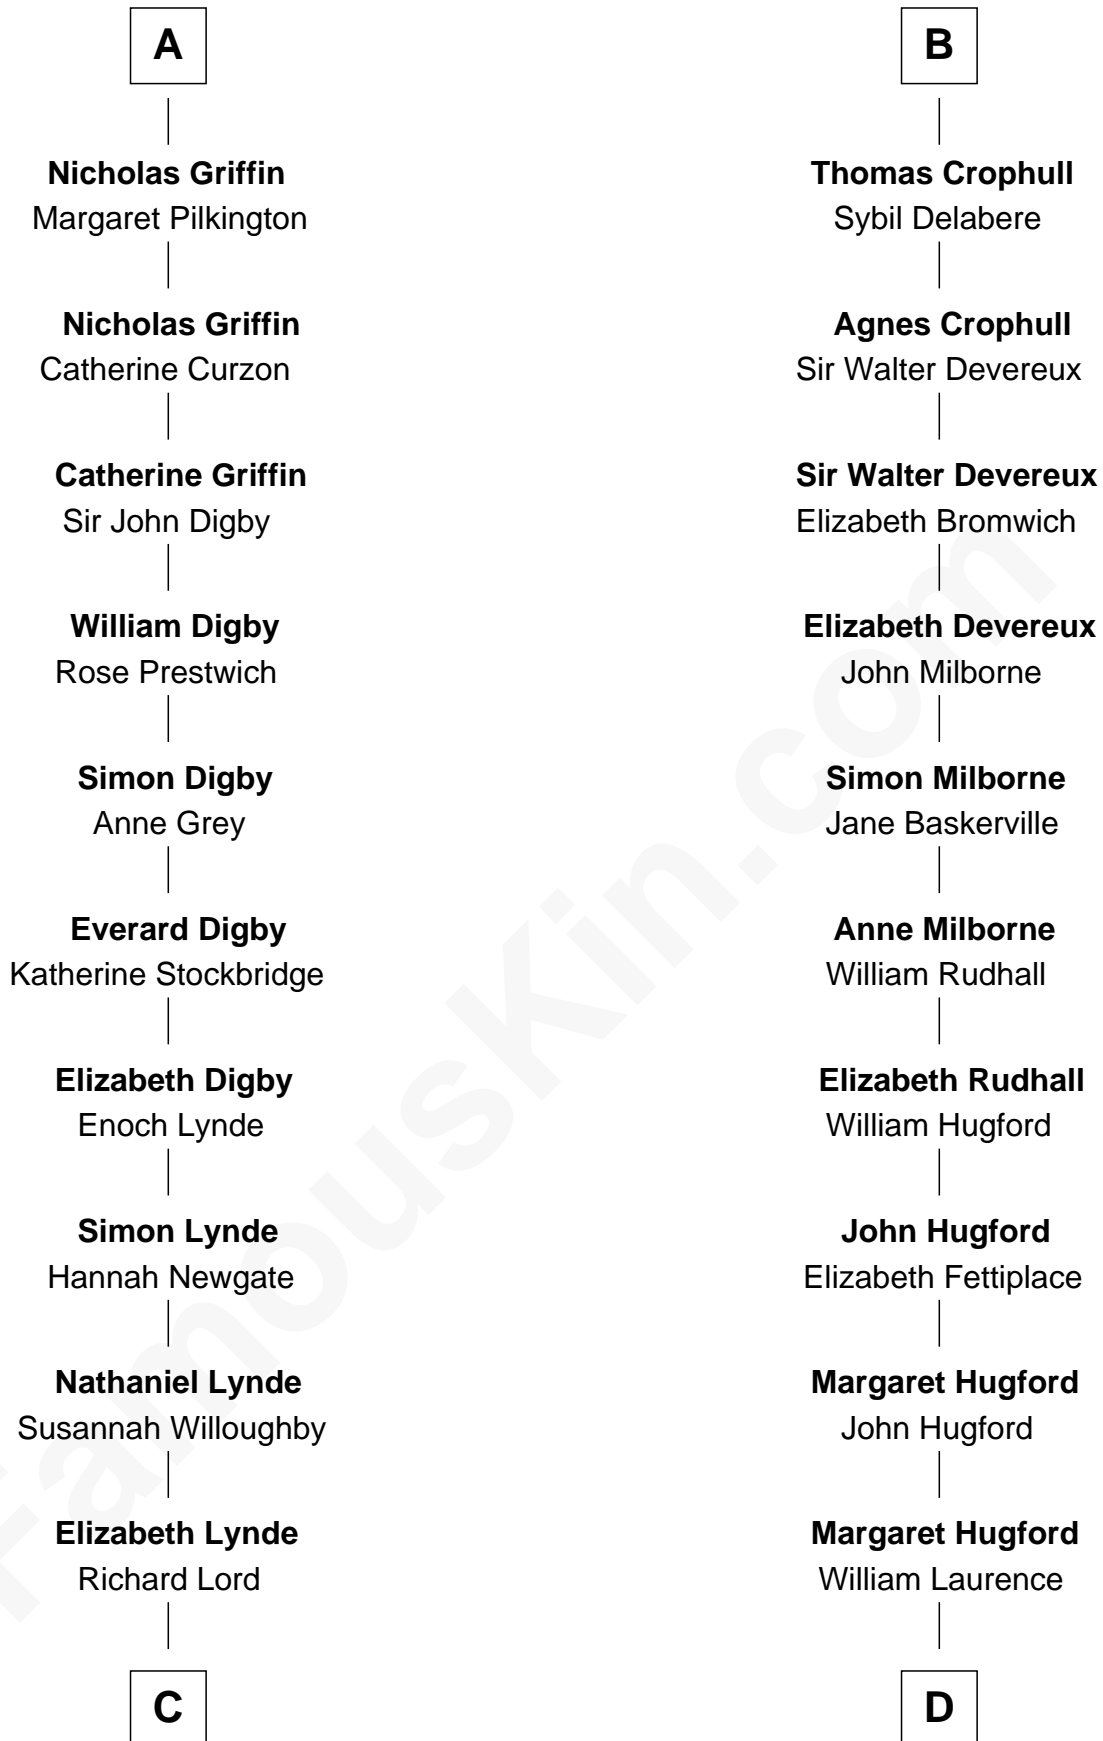 A
Nicholas Griffin
Margaret Pilkington
Nicholas Griffin
Catherine Curzon
Catherine Griffin
Sir John Digby
William Digby
Rose Prestwich
Simon Digby
Anne Grey
Everard Digby
Katherine Stockbridge
Elizabeth Digby
Enoch Lynde
Simon Lynde
Hannah Newgate
Nathaniel Lynde
Susannah Willoughby
Elizabeth Lynde
Richard Lord
C
B
Thomas Crophull
Sybil Delabere
Agnes Crophull
Sir Walter Devereux
Sir Walter Devereux
Elizabeth Bromwich
Elizabeth Devereux
John Milborne
Simon Milborne
Jane Baskerville
Anne Milborne
William Rudhall
Elizabeth Rudhall
William Hugford
John Hugford
Elizabeth Fettiplace
Margaret Hugford
John Hugford
Margaret Hugford
William Laurence
D
FamousKin.com